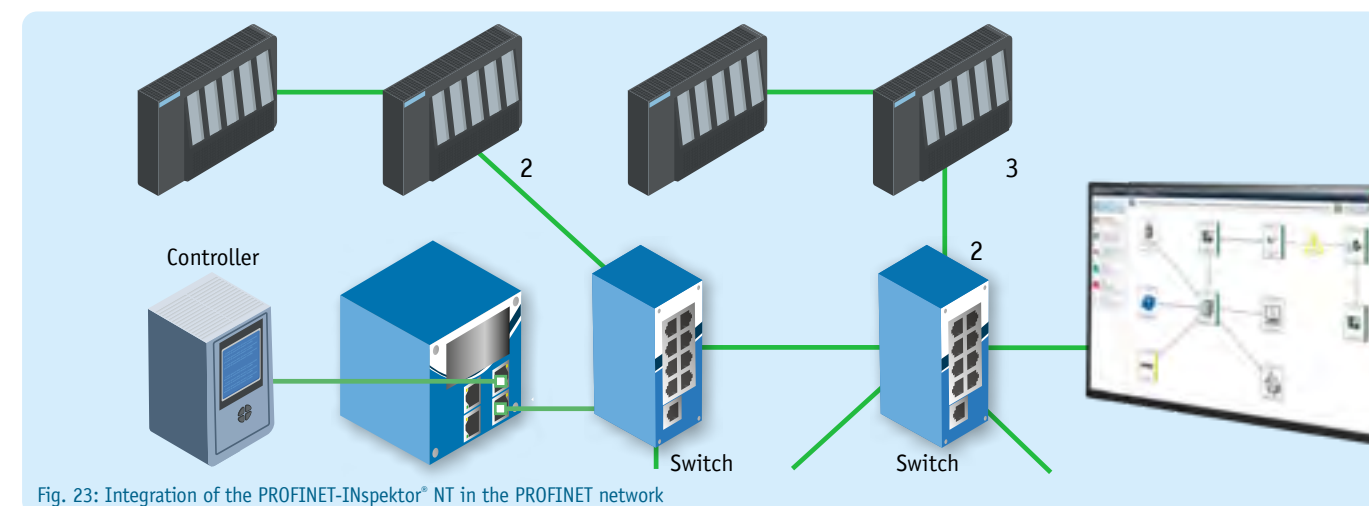 2
3
Controller
2
Switch
Switch
Fig. 23: Integration of the PROFINET-INspektor® NT in the PROFINET network